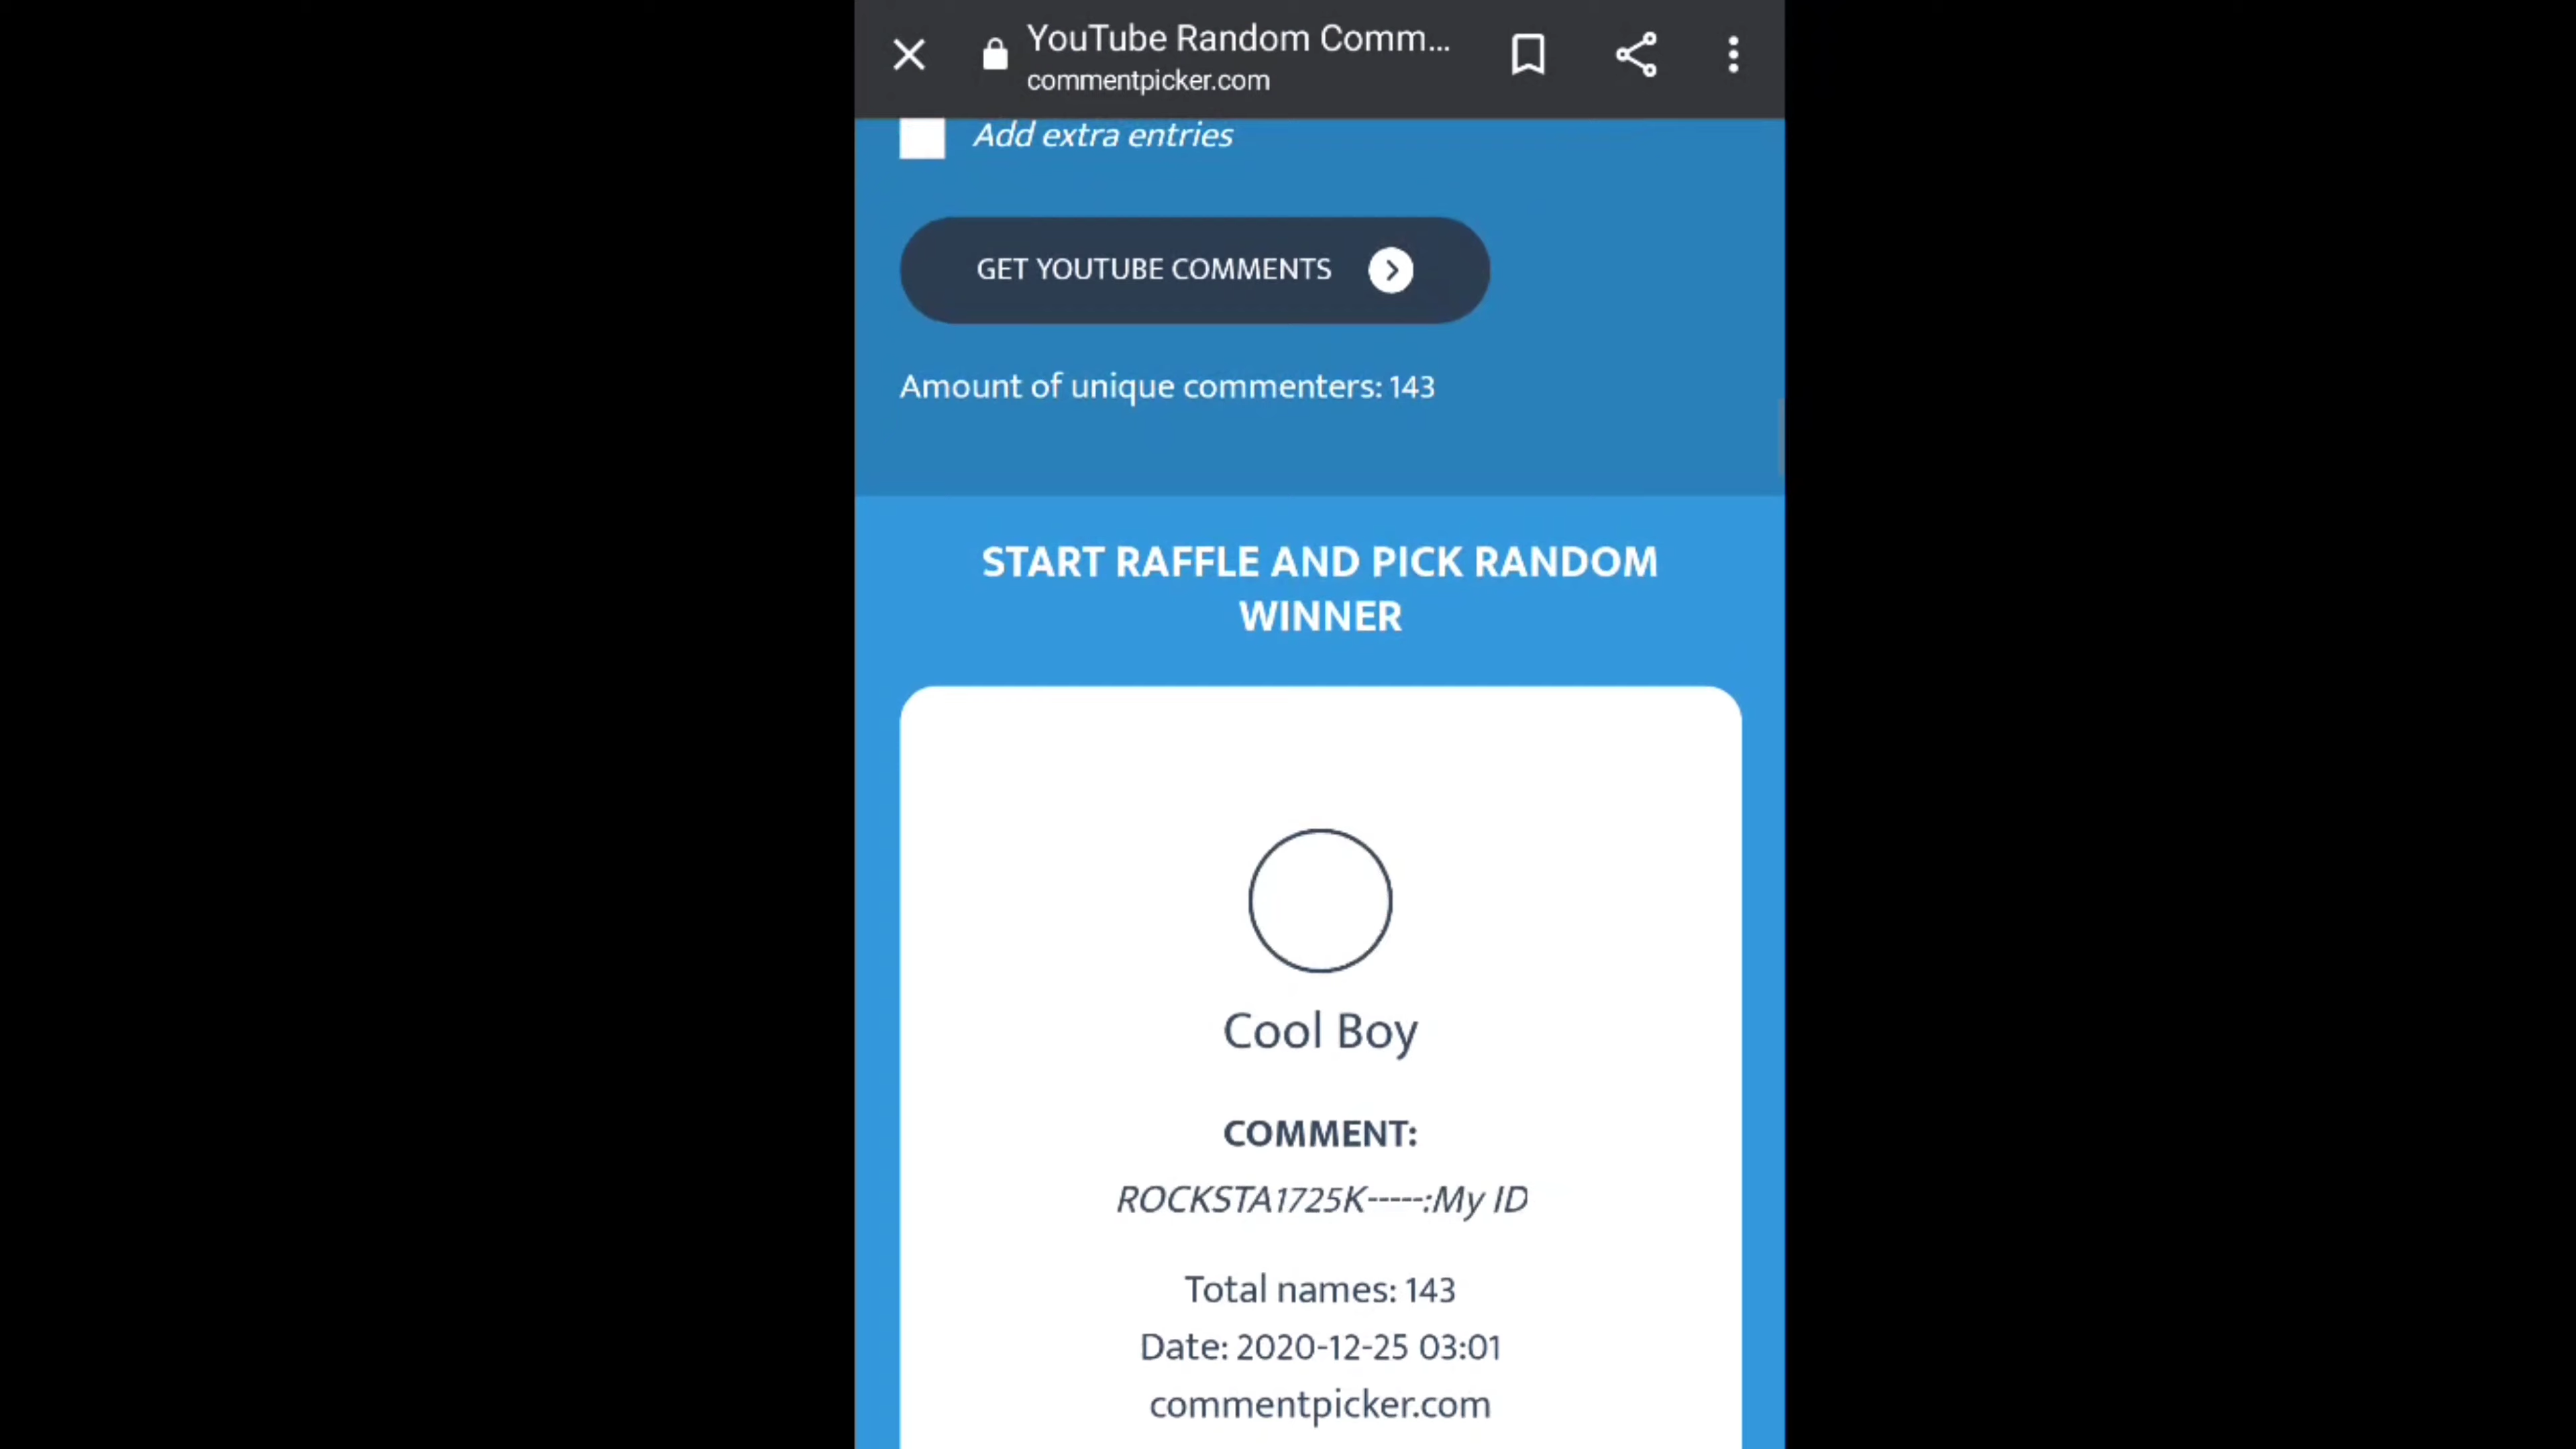 YouTube Random Comm...
commentpicker.com
Add extra entries
GET YOUTUBE COMMENTS
Amount of unique commenters: 143
START RAFFLE AND PICK RANDOM
WINNER
Cool Boy
COMMENT:
ROCKSTA1725K-----:My ID
Total names: 143
Date: 2020-12-25 03:01
commentpicker.com